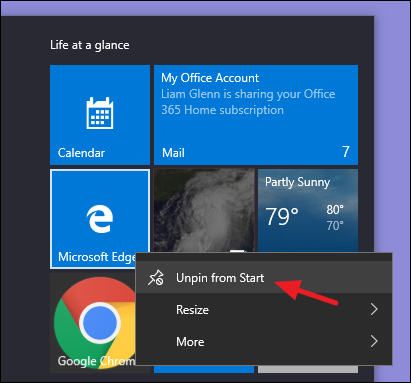 Life at a glance
My Office Account
Liam Glenn is sharing your Office
365 Home subscription
Calendar
Mail
7
Partly Sunny
79°
80°
70°
Microsoft Edge
Unpin from Start
Resize
More
Google Chrom